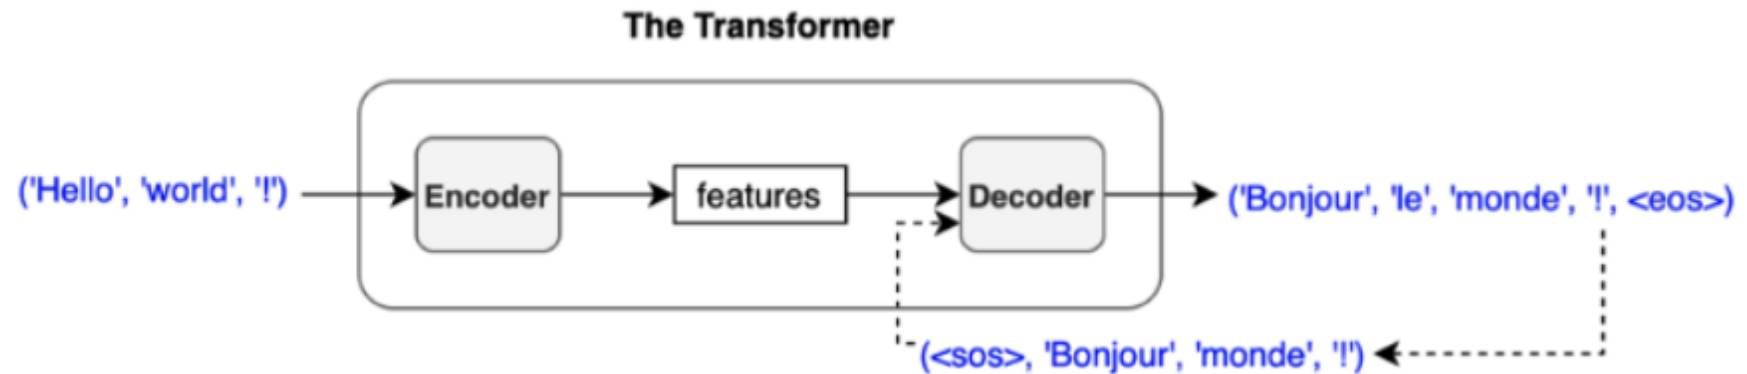 The Transformer
('Hello', 'world', '!')
Encoder
features
Decoder
('Bonjour', 'le', 'monde', '!', <eos>)
(<sos>, 'Bonjour', 'monde', '!')